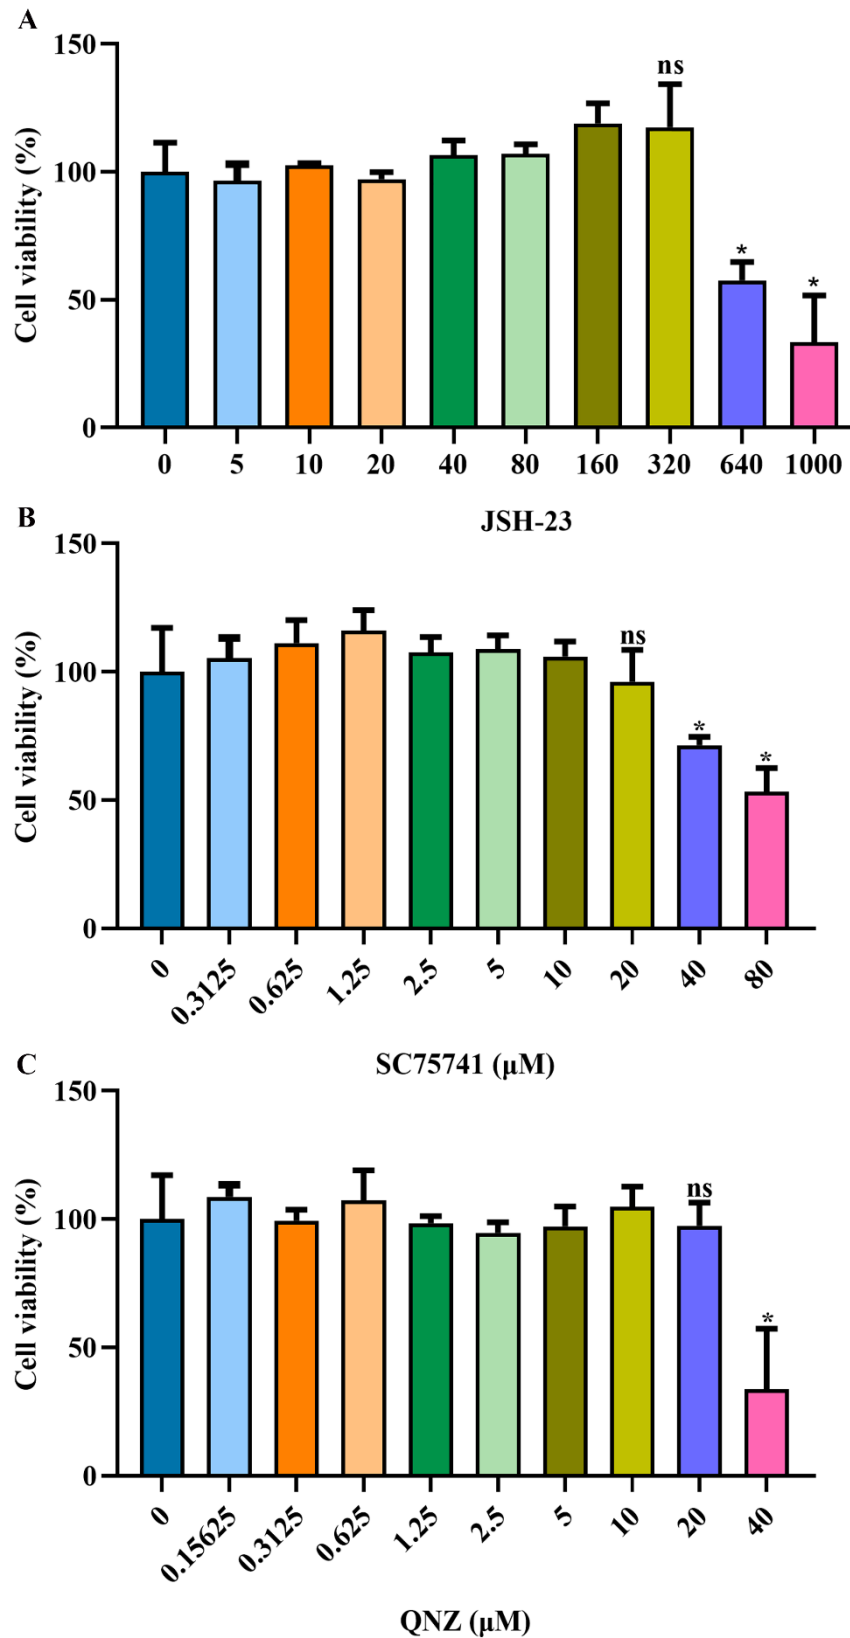 A
150
ns
100
Cell viability (%)
*
50
*
0
0 5 10 20 40 80 160 320 640 1000
JSH-23
B
150
ns
100
Cell viability (%)
*
*
50
0
0 0.3125 0.625 1.25 2.5 5 10 20 40 80
SC75741 (μM)
C
150
ns
100
Cell viability (%)
*
50
0
0 0.15625 0.3125 0.625 1.25 2.5 5 10 20 40
QNZ (μM)